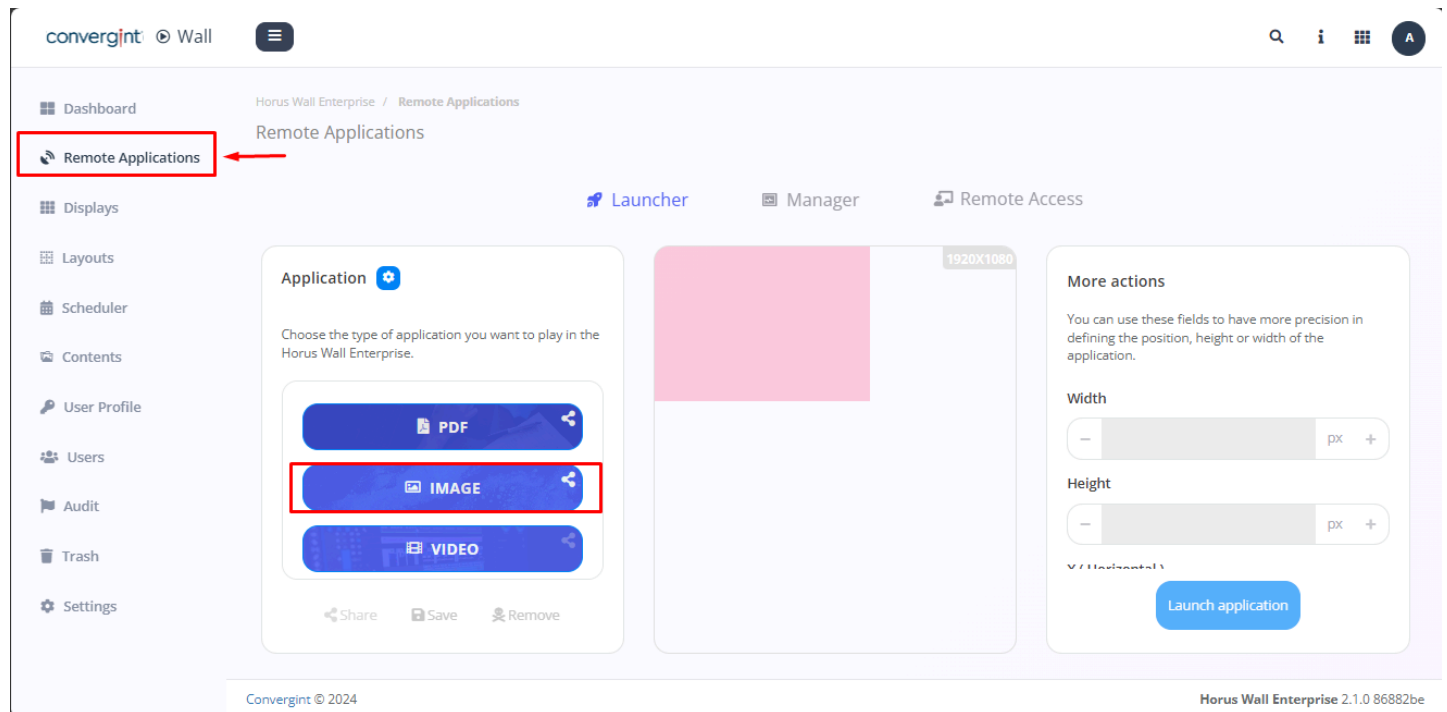 convergint Wall
A
Dashboard
Remote Applications
Displays
Layouts
Scheduler
Contents
User Profile
Users
Audit
Trash
Settings
Horus Wall Enterprise / Remote Applications
Remote Applications
Launcher
Manager
Remote Access
Application
Choose the type of application you want to play in the
Horus Wall Enterprise.
PDF
IMAGE
VIDEO
Share
Save
Remove
1920X1080
More actions
You can use these fields to have more precision in
defining the position, height or width of the
application.
Width
− px +
Height
− px +
X ( Horizontal )
Launch application
Convergint © 2024
Horus Wall Enterprise 2.1.0 86882be